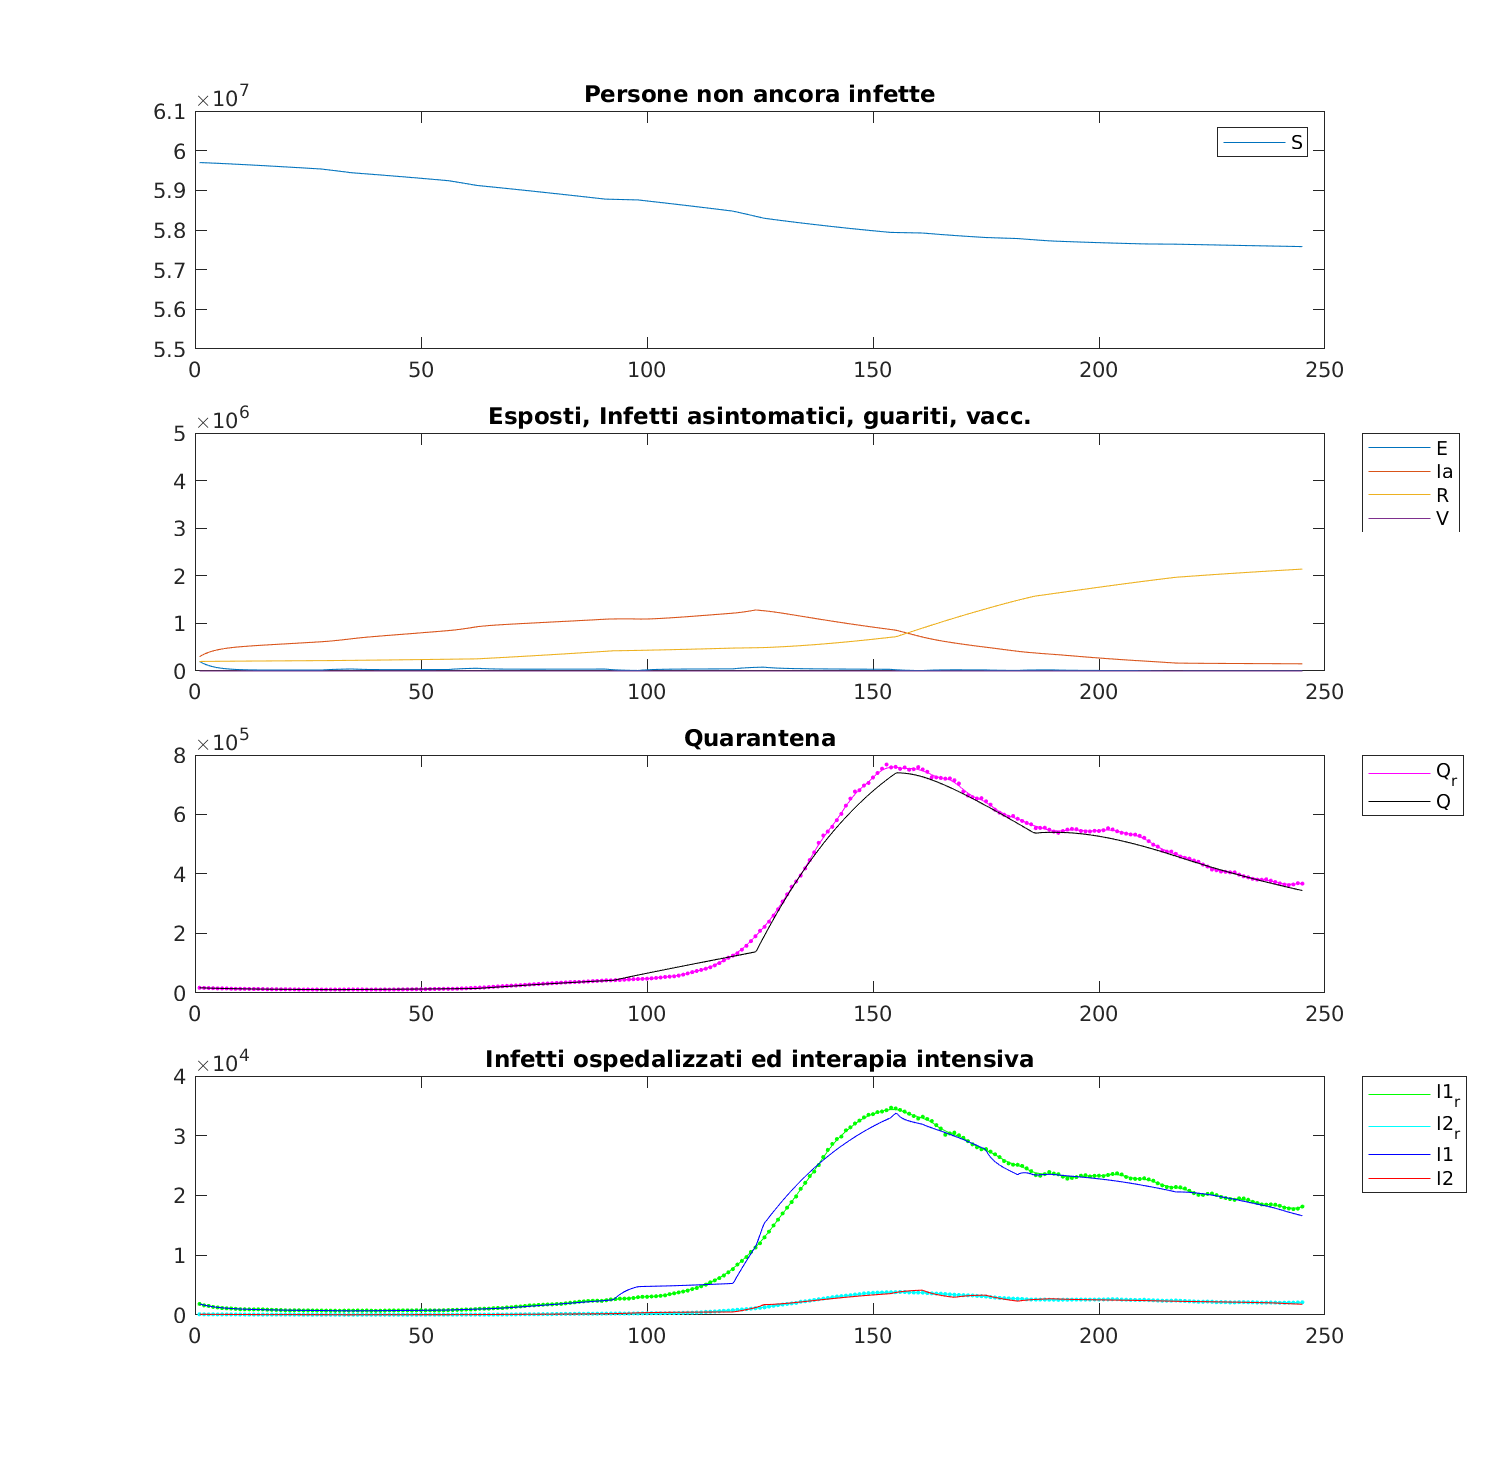 Persone non ancora infette
×10^7
6.1
6
5.9
5.8
5.7
5.6
5.5
0 50 100 150 200 250
S
Esposti, Infetti asintomatici, guariti, vacc.
×10^6
5
4
3
2
1
0
0 50 100 150 200 250
E
Ia
R
V
Quarantena
×10^5
8
6
4
2
0
0 50 100 150 200 250
Q_r
Q
Infetti ospedalizzati ed interapia intensiva
×10^4
4
3
2
1
0
0 50 100 150 200 250
I1_r
I2_r
I1
I2